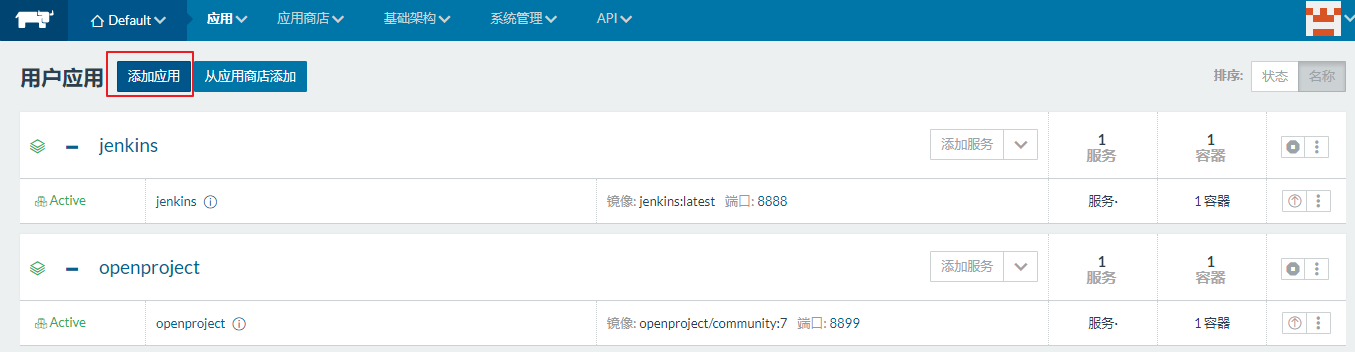 Default 应用 应用商店 基础架构 系统管理 API
用户应用 添加应用 从应用商店添加 排序: 状态 名称
jenkins 添加服务 1 服务 1 容器
Active jenkins 镜像: jenkins:latest 端口: 8888 服务· 1 容器
openproject 添加服务 1 服务 1 容器
Active openproject 镜像: openproject/community:7 端口: 8899 服务· 1 容器